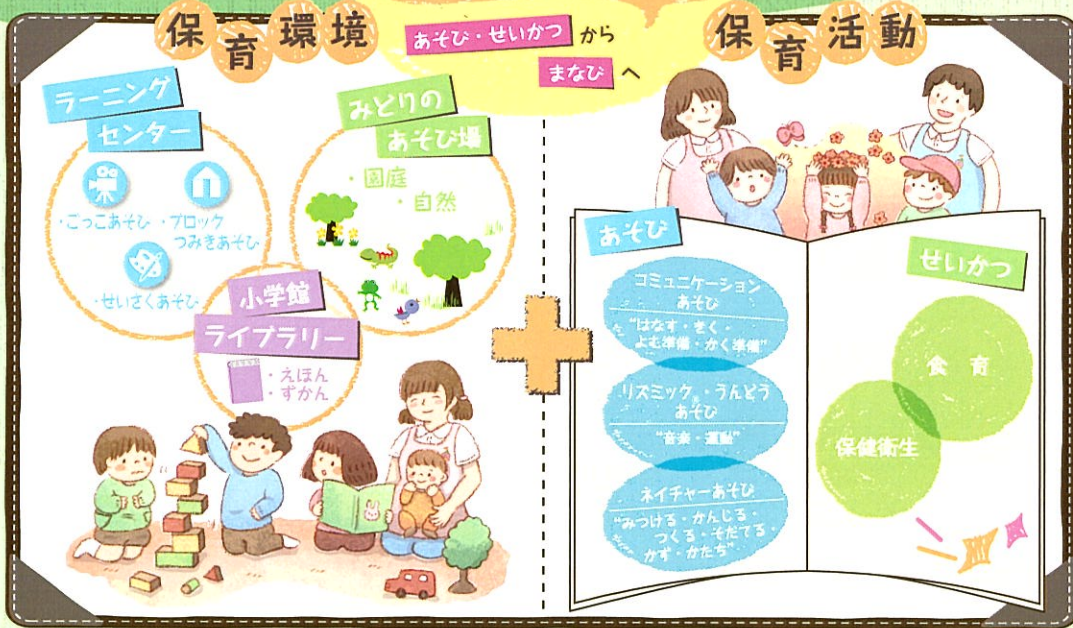 保育環境
あそび・せいかつ から
まなび へ
保育活動
ラーニング
センター
・ごっこあそび ・ブロック
つみきあそび
・せいさくあそび
みどりの
あそび場
・園庭
・自然
小学館
ライブラリー
・えほん
・ずかん
あそび
コミュニケーション
あそび
"はなす・きく・
よむ準備・かく準備"
リズミック・うんどう
あそび
"音楽・運動"
ネイチャーあそび
"みつける・かんじる・
つくる・そだてる・
かず・かたち"
せいかつ
食育
保健衛生